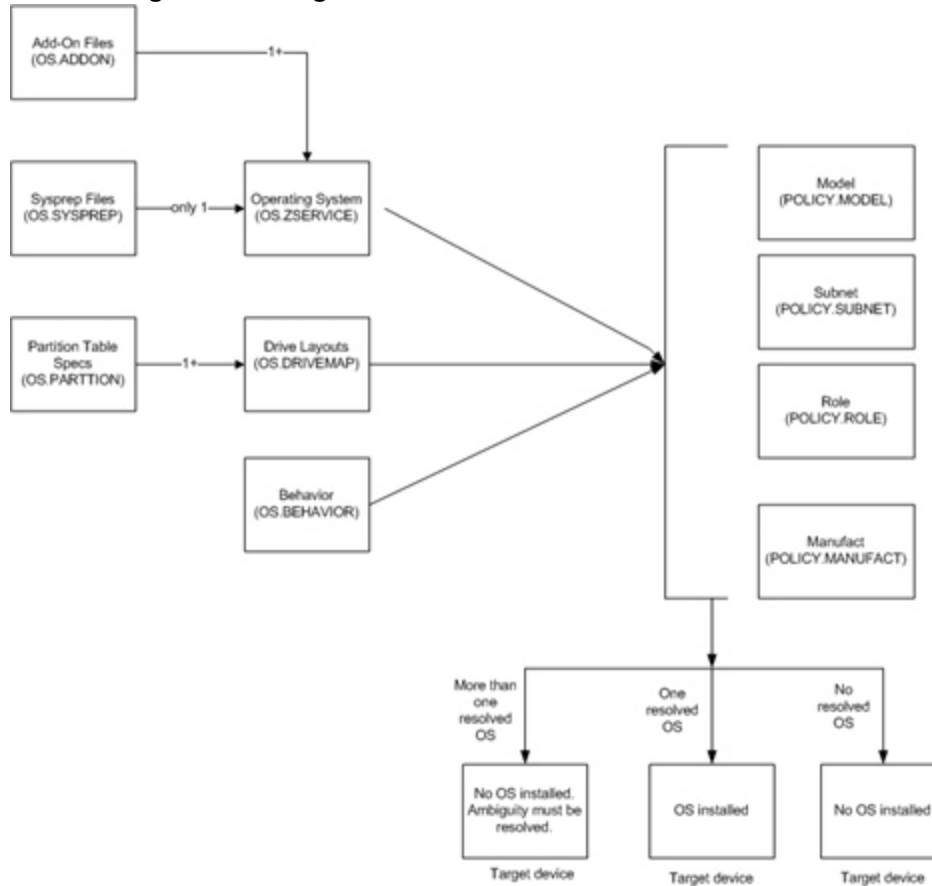 Add-On Files
(OS.ADDON)
1+
Sysprep Files
(OS.SYSPREP)
only 1
Operating System
(OS.ZSERVICE)
Partition Table
Specs
(OS.PARTTION)
1+
Drive Layouts
(OS.DRIVEMAP)
Behavior
(OS.BEHAVIOR)
Model
(POLICY.MODEL)
Subnet
(POLICY.SUBNET)
Role
(POLICY.ROLE)
Manufact
(POLICY.MANUFACT)
More than
one
resolved
OS
One
resolved
OS
No
resolved
OS
No OS installed.
Ambiguity must be
resolved.
OS installed
No OS installed
Target device
Target device
Target device